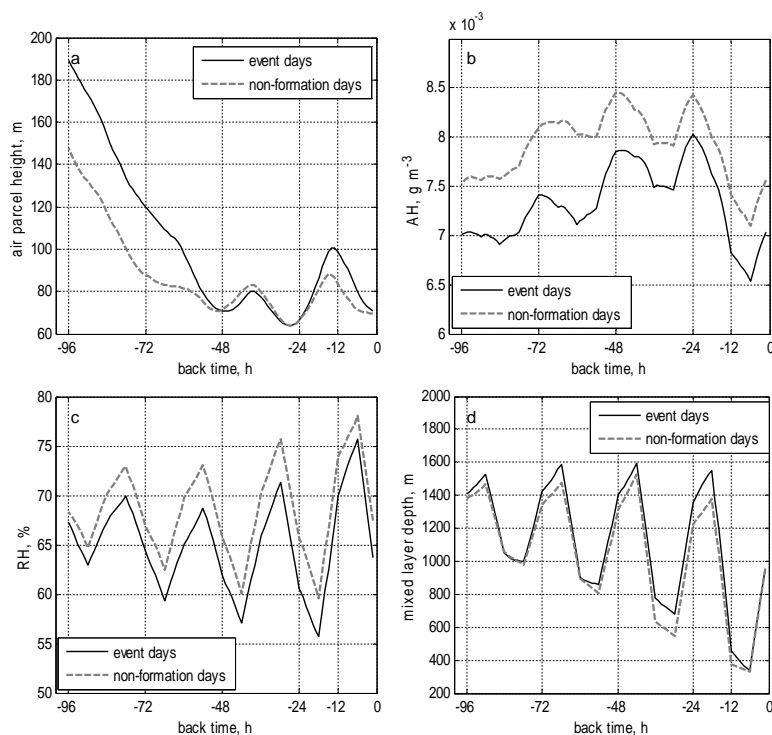 a
event days
non-formation days
200
180
160
140
120
100
80
60
air parcel height, m
-96
-72
-48
-24
-12
0
back time, h
x 10⁻³
b
8.5
8
7.5
7
6.5
6
AH, g m⁻³
event days
non-formation days
-96
-72
-48
-24
-12
0
back time, h
c
80
75
70
65
60
55
50
RH, %
event days
non-formation days
-96
-72
-48
-24
-12
0
back time, h
d
event days
non-formation days
2000
1800
1600
1400
1200
1000
800
600
400
200
mixed layer depth, m
-96
-72
-48
-24
-12
0
back time, h